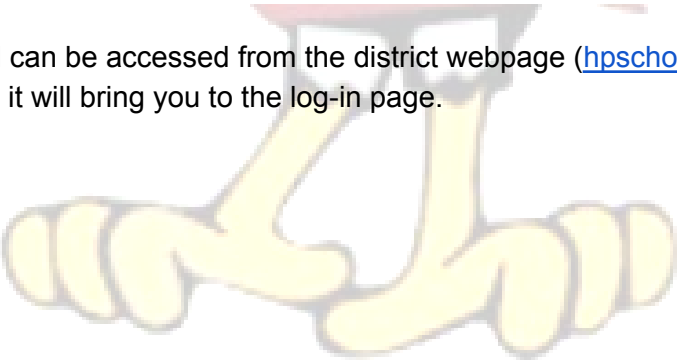 can be accessed from the district webpage (hpscho
it will bring you to the log-in page.